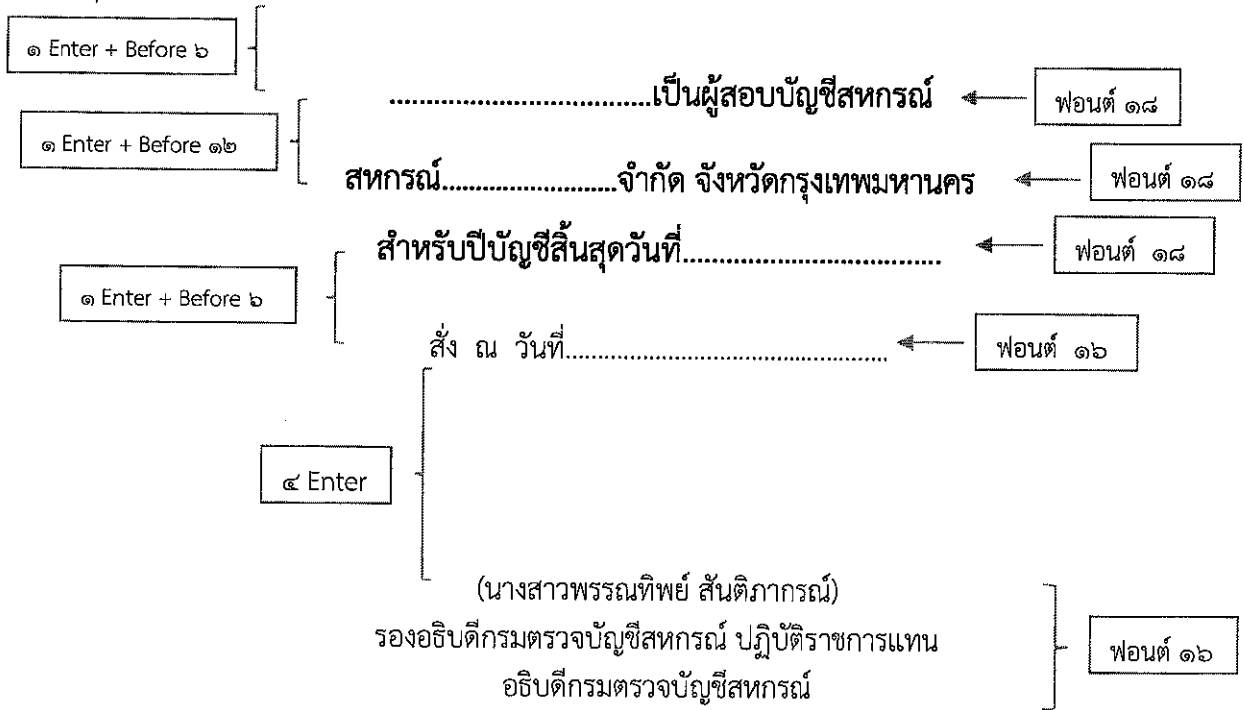 ๑ Enter + Before ๖
................................เป็นผู้สอบบัญชีสหกรณ์
ฟอนต์ ๑๘
๑ Enter + Before ๑๒
สหกรณ์........................จำกัด จังหวัดกรุงเทพมหานคร
ฟอนต์ ๑๘
สำหรับปีบัญชีสิ้นสุดวันที่.................................
ฟอนต์ ๑๘
๑ Enter + Before ๖
สั่ง ณ วันที่................................................
ฟอนต์ ๑๖
๔ Enter
(นางสาวพรรณทิพย์ สันติภากรณ์)
รองอธิบดีกรมตรวจบัญชีสหกรณ์ ปฏิบัติราชการแทน
อธิบดีกรมตรวจบัญชีสหกรณ์
ฟอนต์ ๑๖